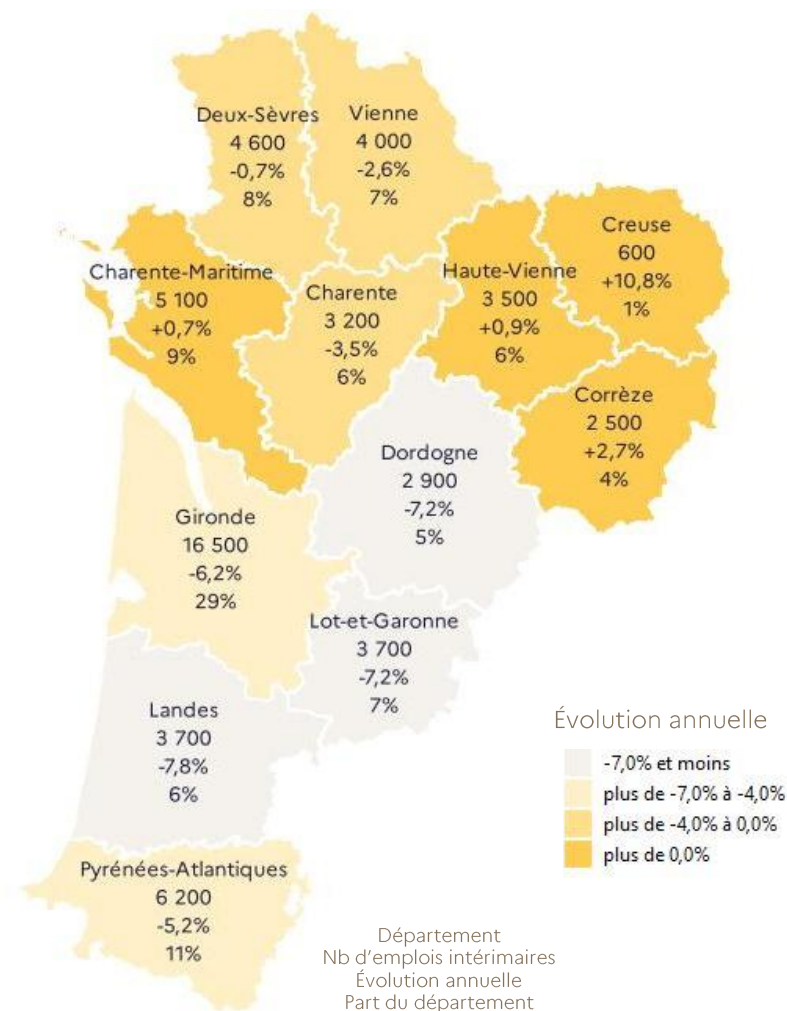 Deux-Sèvres
4 600
-0,7%
8%
Vienne
4 000
-2,6%
7%
Creuse
600
+10,8%
1%
Charente-Maritime
5 100
+0,7%
9%
Charente
3 200
-3,5%
6%
Haute-Vienne
3 500
+0,9%
6%
Corrèze
2 500
+2,7%
4%
Dordogne
2 900
-7,2%
5%
Gironde
16 500
-6,2%
29%
Lot-et-Garonne
3 700
-7,2%
7%
Landes
3 700
-7,8%
6%
Pyrénées-Atlantiques
6 200
-5,2%
11%
Évolution annuelle
-7,0% et moins
plus de -7,0% à -4,0%
plus de -4,0% à 0,0%
plus de 0,0%
Département
Nb d'emplois intérimaires
Évolution annuelle
Part du département